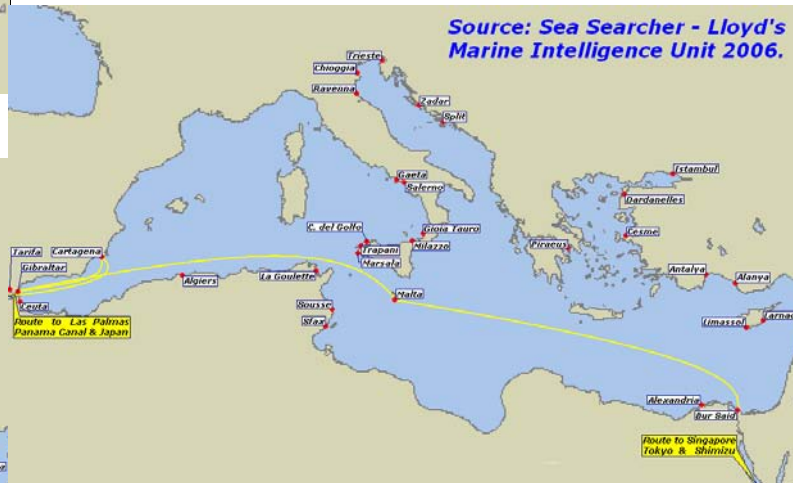 Source: Sea Searcher - Lloyd's
Marine Intelligence Unit 2006.
Trieste
Chioggia
Ravenna
Zadar
Split
Istambul
Gaeta
Salerno
Dardanelles
C. del Golfo
Gioia Tauro
Cesme
Tarifa
Cartagena
Trapani
Milazzo
Piraeus
Gibraltar
Marsala
Antalya
Algiers
La Goulette
Alanya
Ceuta
Malta
Sousse
Route to Las Palmas
Panama Canal & Japan
Sfax
Limassol
Larnac
Alexandria
Bur Said
Route to Singapore
Tokyo & Shimizu